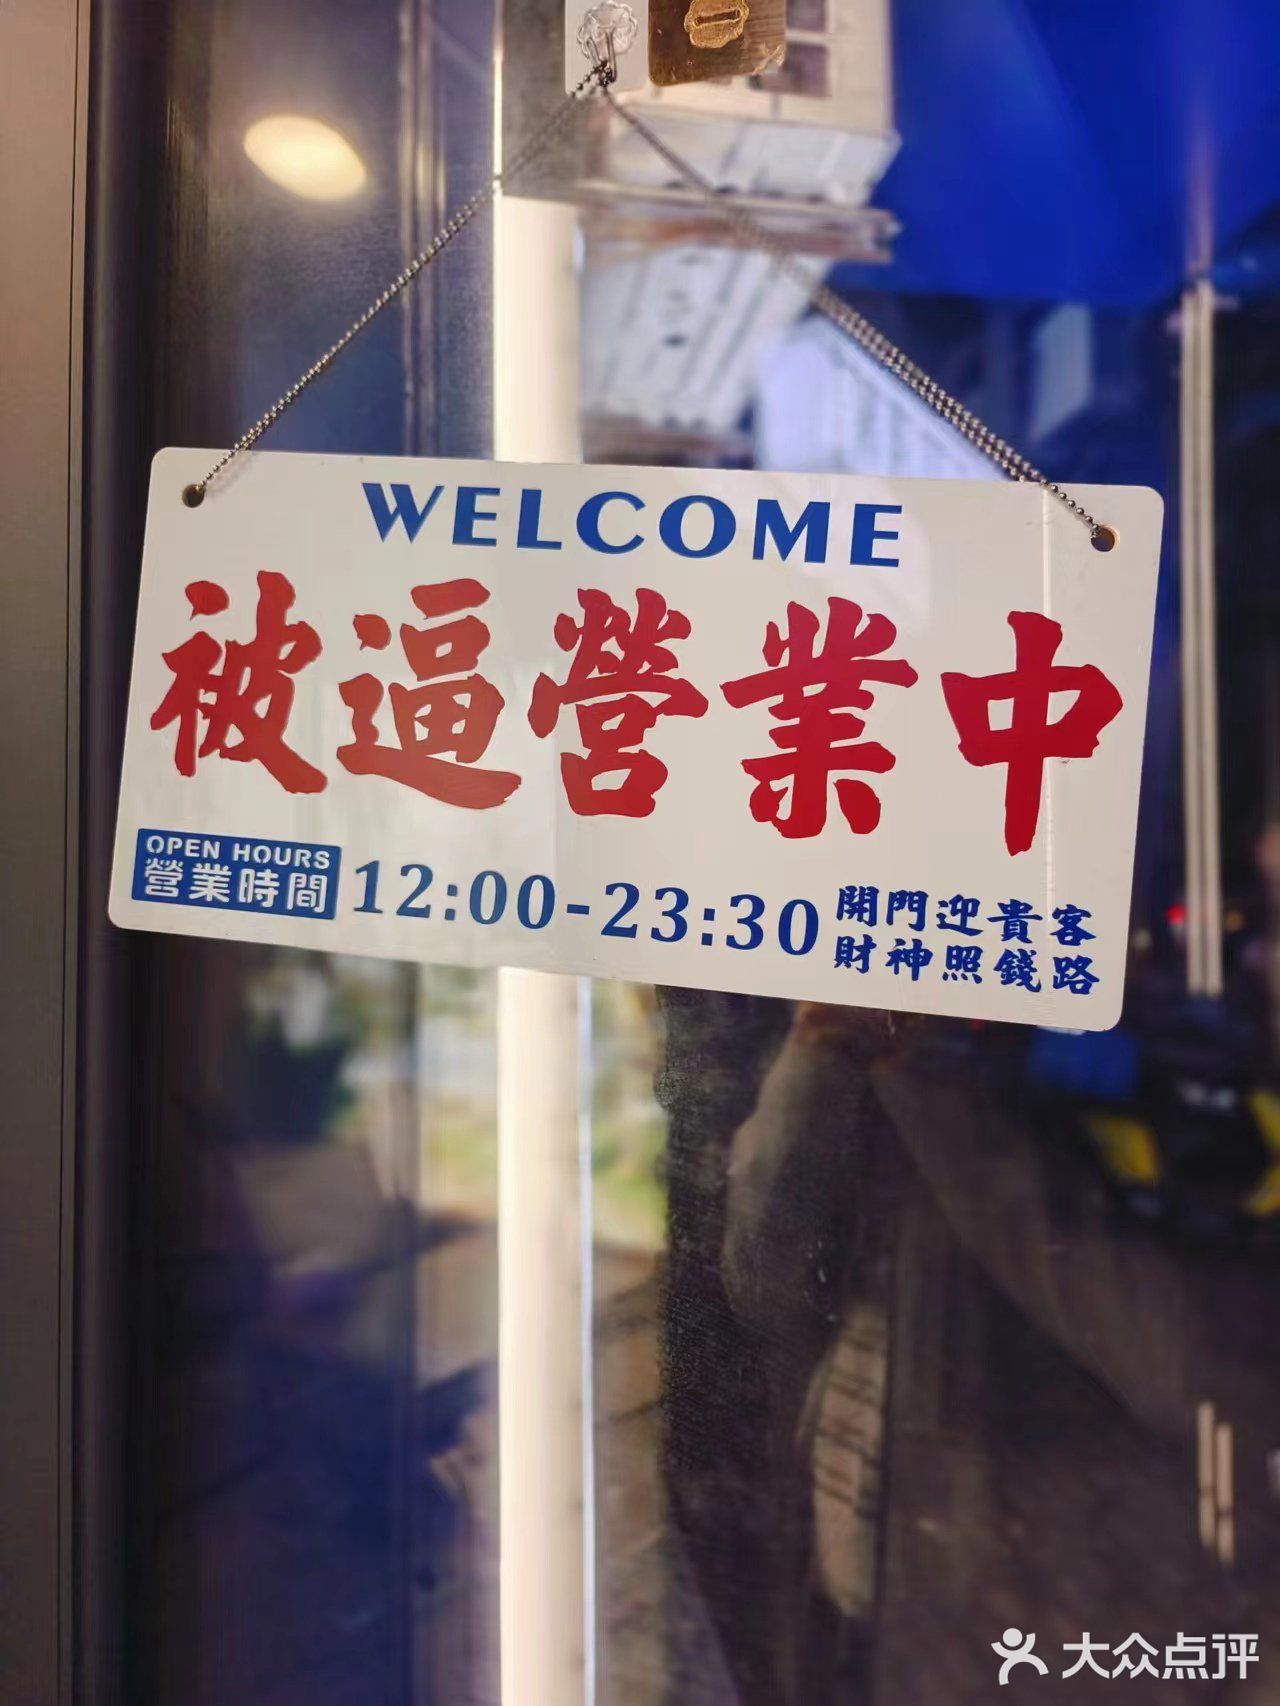 WELCOME
被逼營業中
OPEN HOURS
營業時間
12:00-23:30
開門迎貴客
財神照錢路
大众点评